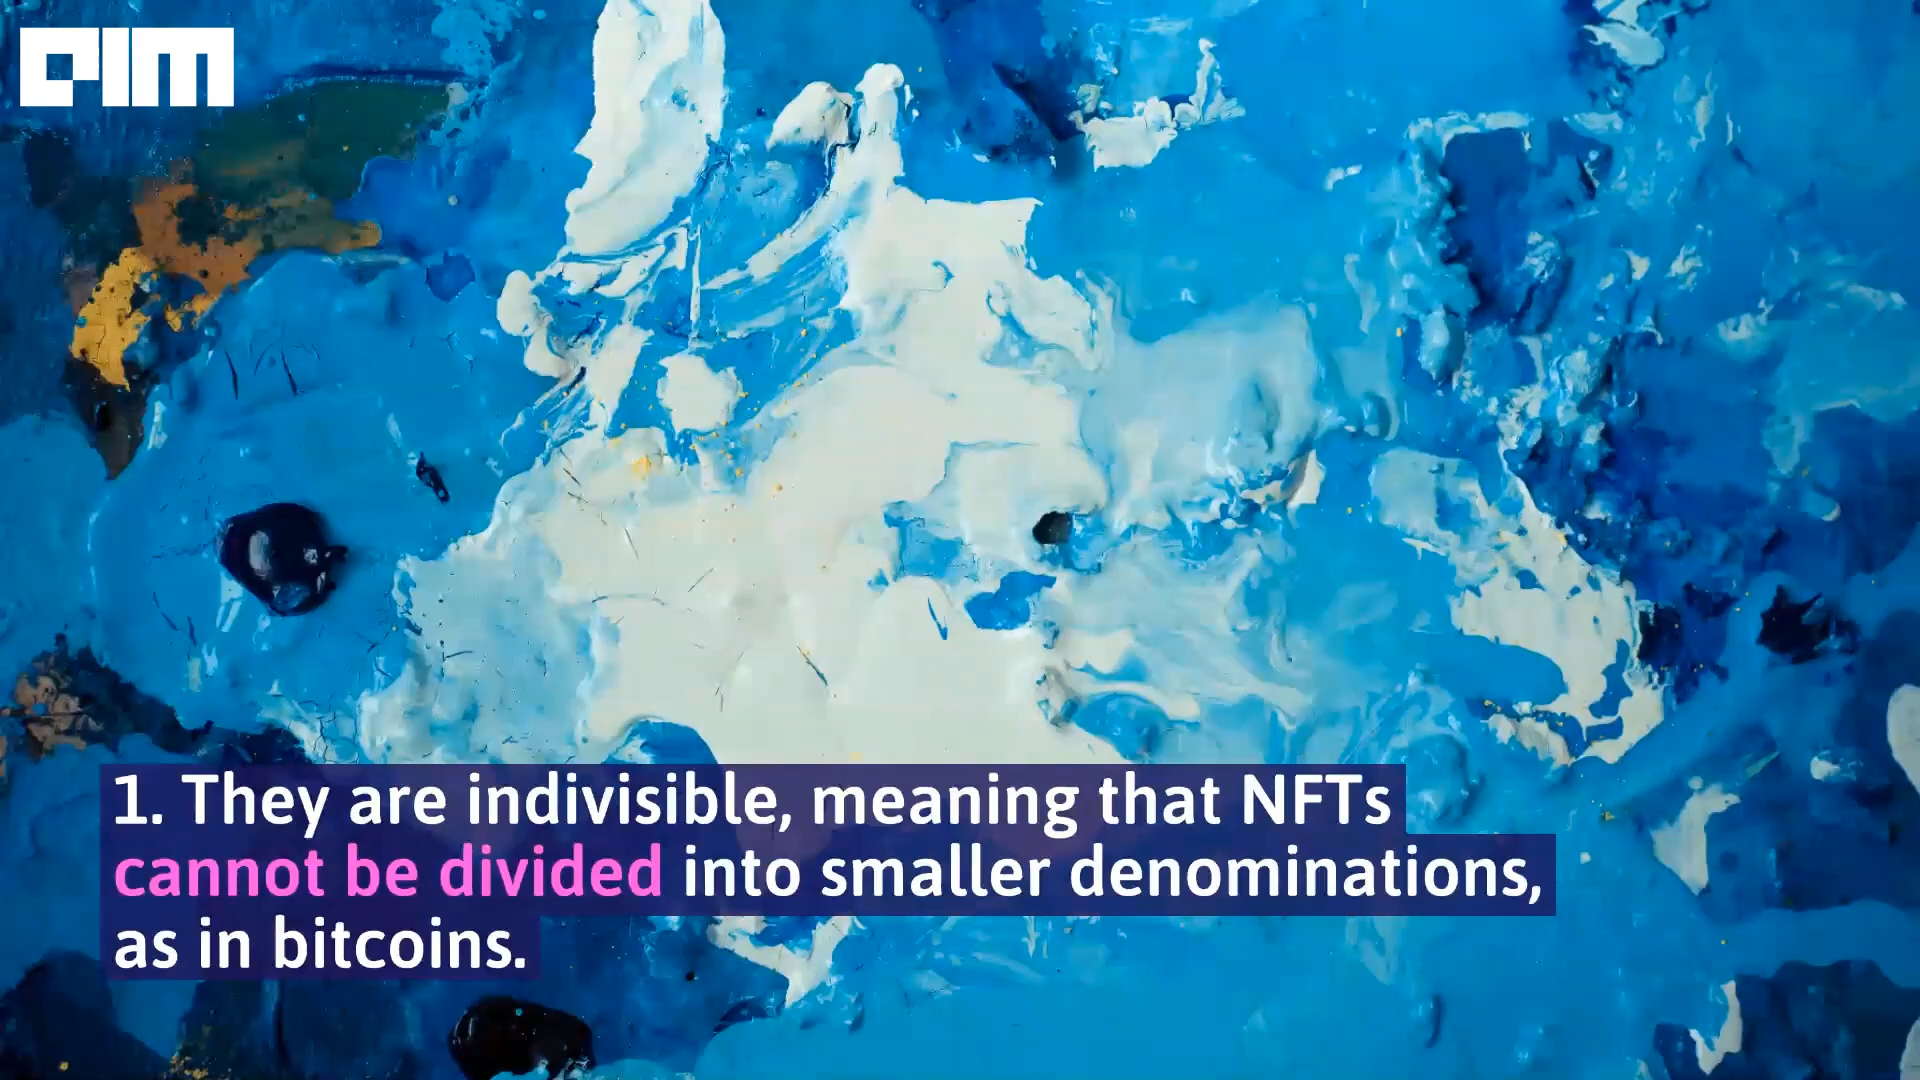 AIM
1. They are indivisible, meaning that NFTs
cannot be divided into smaller denominations,
as in bitcoins.